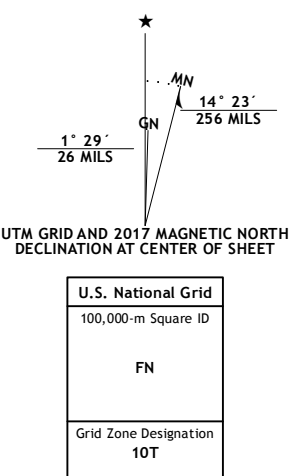 ★
MN
14° 23´
256 MILS
GN
1° 29´
26 MILS
UTM GRID AND 2017 MAGNETIC NORTH
DECLINATION AT CENTER OF SHEET
U.S. National Grid
100,000-m Square ID
FN
Grid Zone Designation
10T